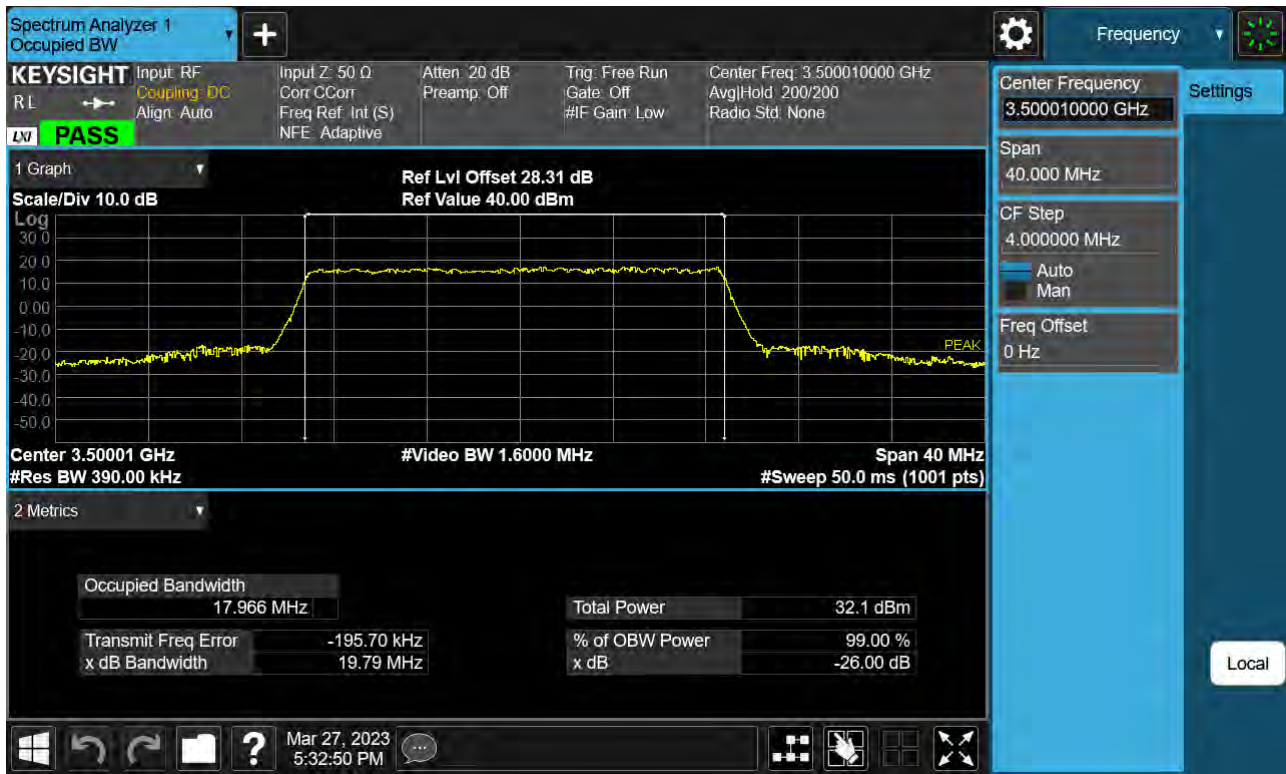 Spectrum Analyzer 1
Occupied BW
Frequency
KEYSIGHT
RL
LXI
PASS
Input: RF
Coupling: DC
Align: Auto
Input Z: 50 Ω
Corr CCorr
Freq Ref: Int (S)
NFE: Adaptive
Atten: 20 dB
Preamp: Off
Trig: Free Run
Gate: Off
#IF Gain: Low
Center Freq: 3.500010000 GHz
Avg|Hold: 200/200
Radio Std: None
Center Frequency
3.500010000 GHz
Settings
Span
40.000 MHz
CF Step
4.000000 MHz
Auto
Man
Freq Offset
0 Hz
1 Graph
Scale/Div 10.0 dB
Ref Lvl Offset 28.31 dB
Ref Value 40.00 dBm
Log
30.0
20.0
10.0
0.00
-10.0
-20.0
-30.0
-40.0
-50.0
PEAK
Center 3.50001 GHz
#Video BW 1.6000 MHz
Span 40 MHz
#Res BW 390.00 kHz
#Sweep 50.0 ms (1001 pts)
2 Metrics
Occupied Bandwidth
17.966 MHz
Total Power 32.1 dBm
Transmit Freq Error -195.70 kHz
% of OBW Power 99.00 %
x dB Bandwidth 19.79 MHz
x dB -26.00 dB
Local
?
Mar 27, 2023
5:32:50 PM